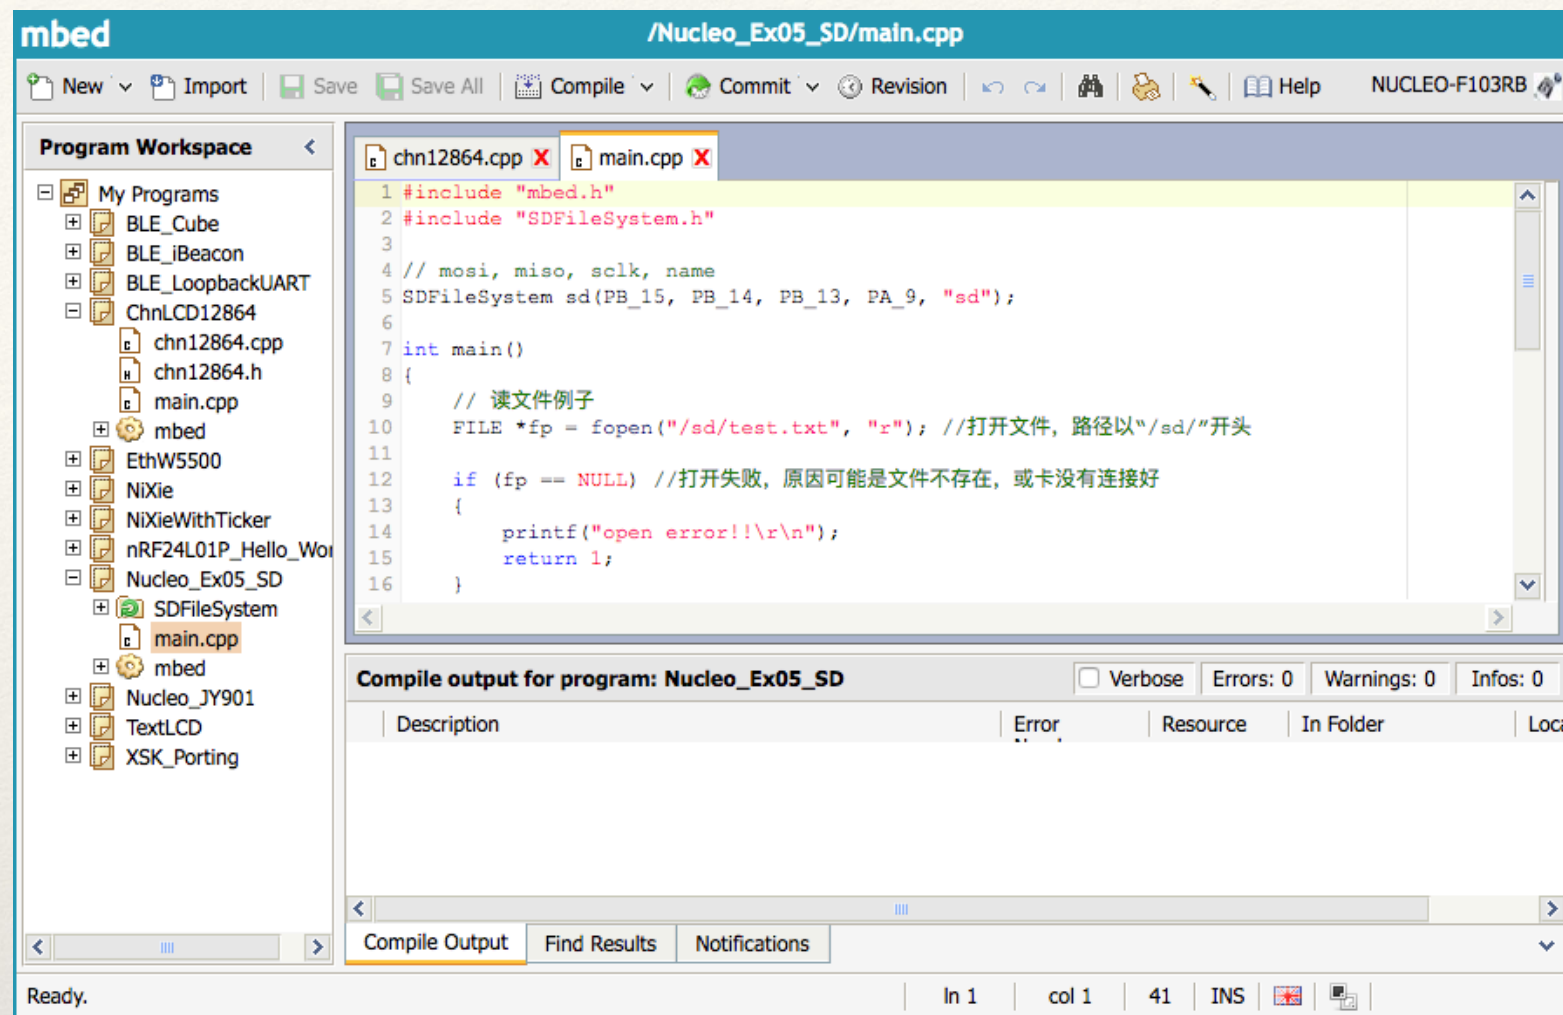 mbed
/Nucleo_Ex05_SD/main.cpp
New Import Save Save All Compile Commit Revision Help NUCLEO-F103RB
Program Workspace
My Programs
BLE_Cube
BLE_iBeacon
BLE_LoopbackUART
ChnLCD12864
chn12864.cpp
chn12864.h
main.cpp
mbed
EthW5500
NiXie
NiXieWithTicker
nRF24L01P_Hello_Wor
Nucleo_Ex05_SD
SDFileSystem
main.cpp
mbed
Nucleo_JY901
TextLCD
XSK_Porting
chn12864.cpp main.cpp
1 #include "mbed.h"
2 #include "SDFileSystem.h"
3
4 // mosi, miso, sclk, name
5 SDFileSystem sd(PB_15, PB_14, PB_13, PA_9, "sd");
6
7 int main()
8 {
9 // 读文件例子
10 FILE *fp = fopen("/sd/test.txt", "r"); //打开文件，路径以“/sd/”开头
11
12 if (fp == NULL) //打开失败，原因可能是文件不存在，或卡没有连接好
13 {
14 printf("open error!!\r\n");
15 return 1;
16 }
Compile output for program: Nucleo_Ex05_SD Verbose Errors: 0 Warnings: 0 Infos: 0
Description Error Resource In Folder Loca
Compile Output Find Results Notifications
Ready. ln 1 col 1 41 INS